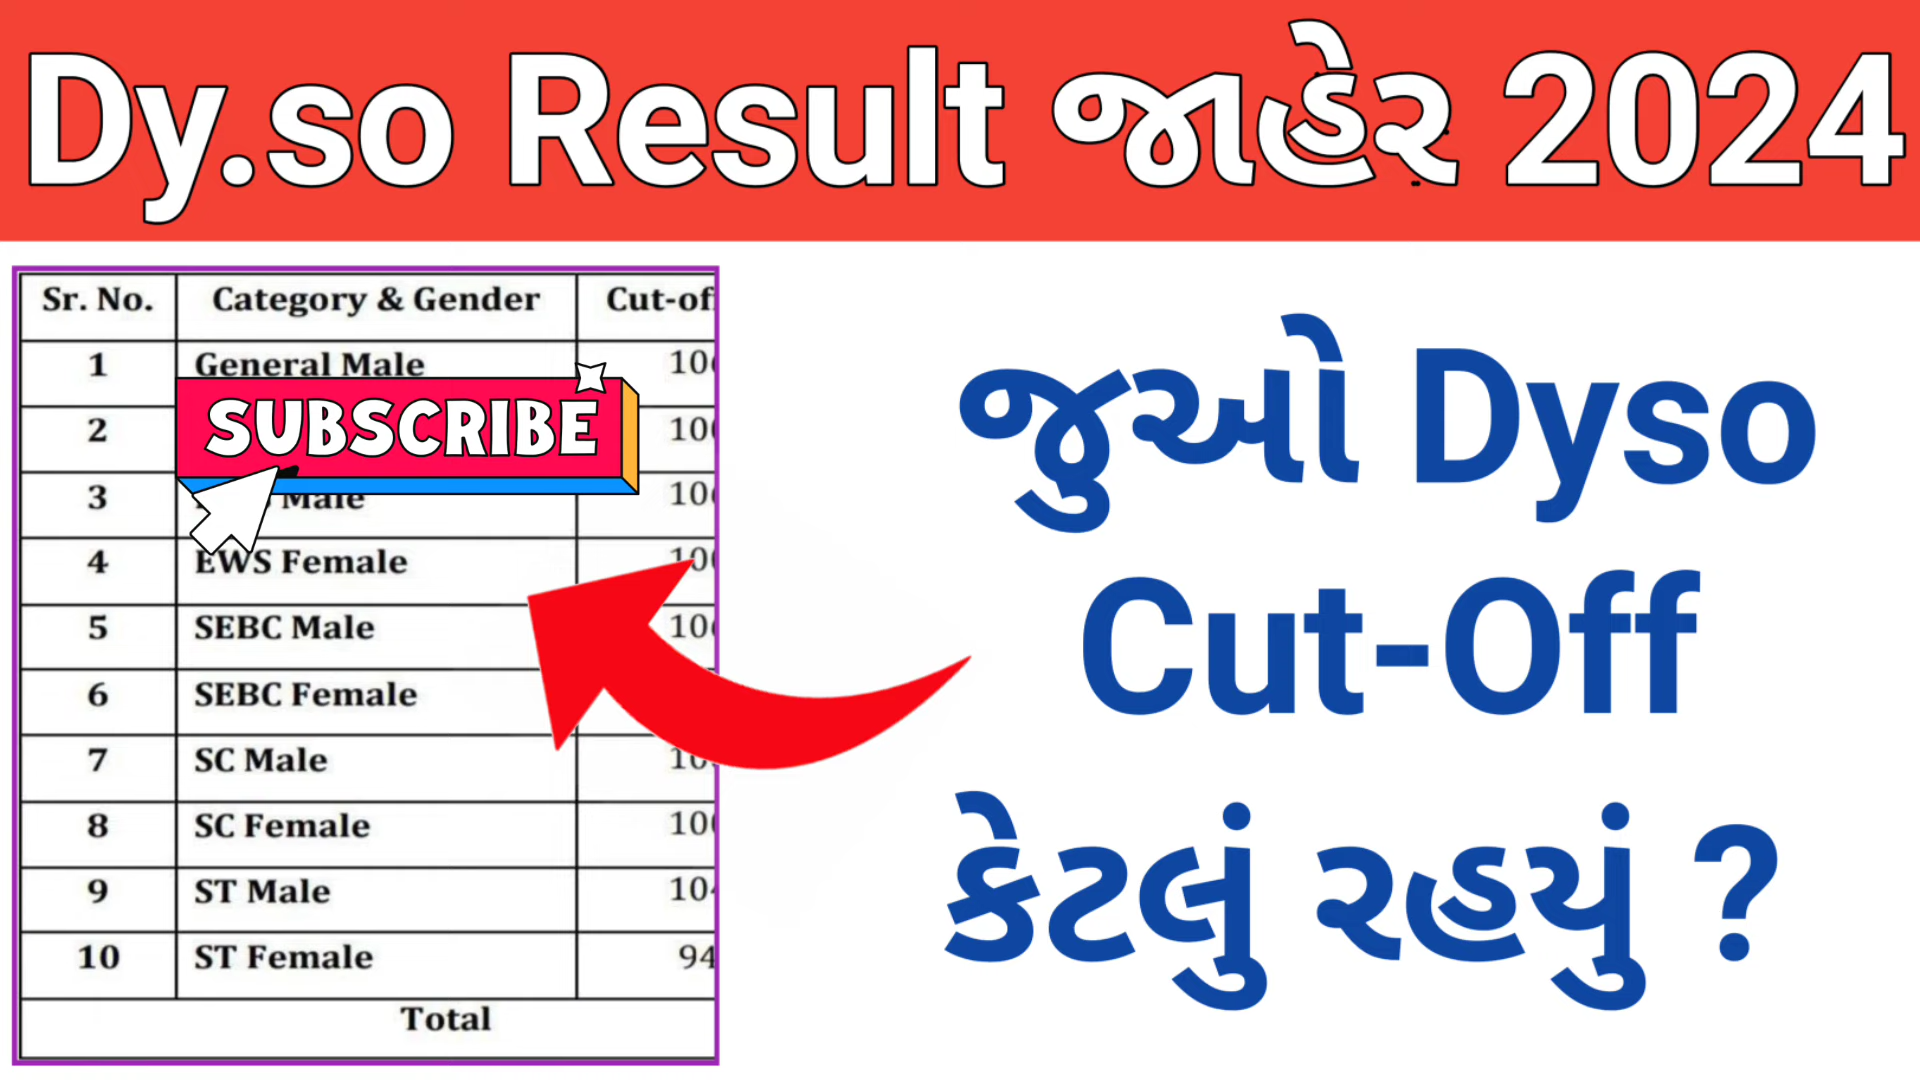 Dy.so Result જાહેર 2024
Sr. No. Category & Gender
1 General Male
SUBSCRIBE
2
3 Male
4 EWS Female
5 SEBC Male
6 SEBC Female
7 SC Male
8 SC Female
9 ST Male
10 ST Female 94
Total
જુઓ Dyso
Cut-Off
કેટલું રહયું ?